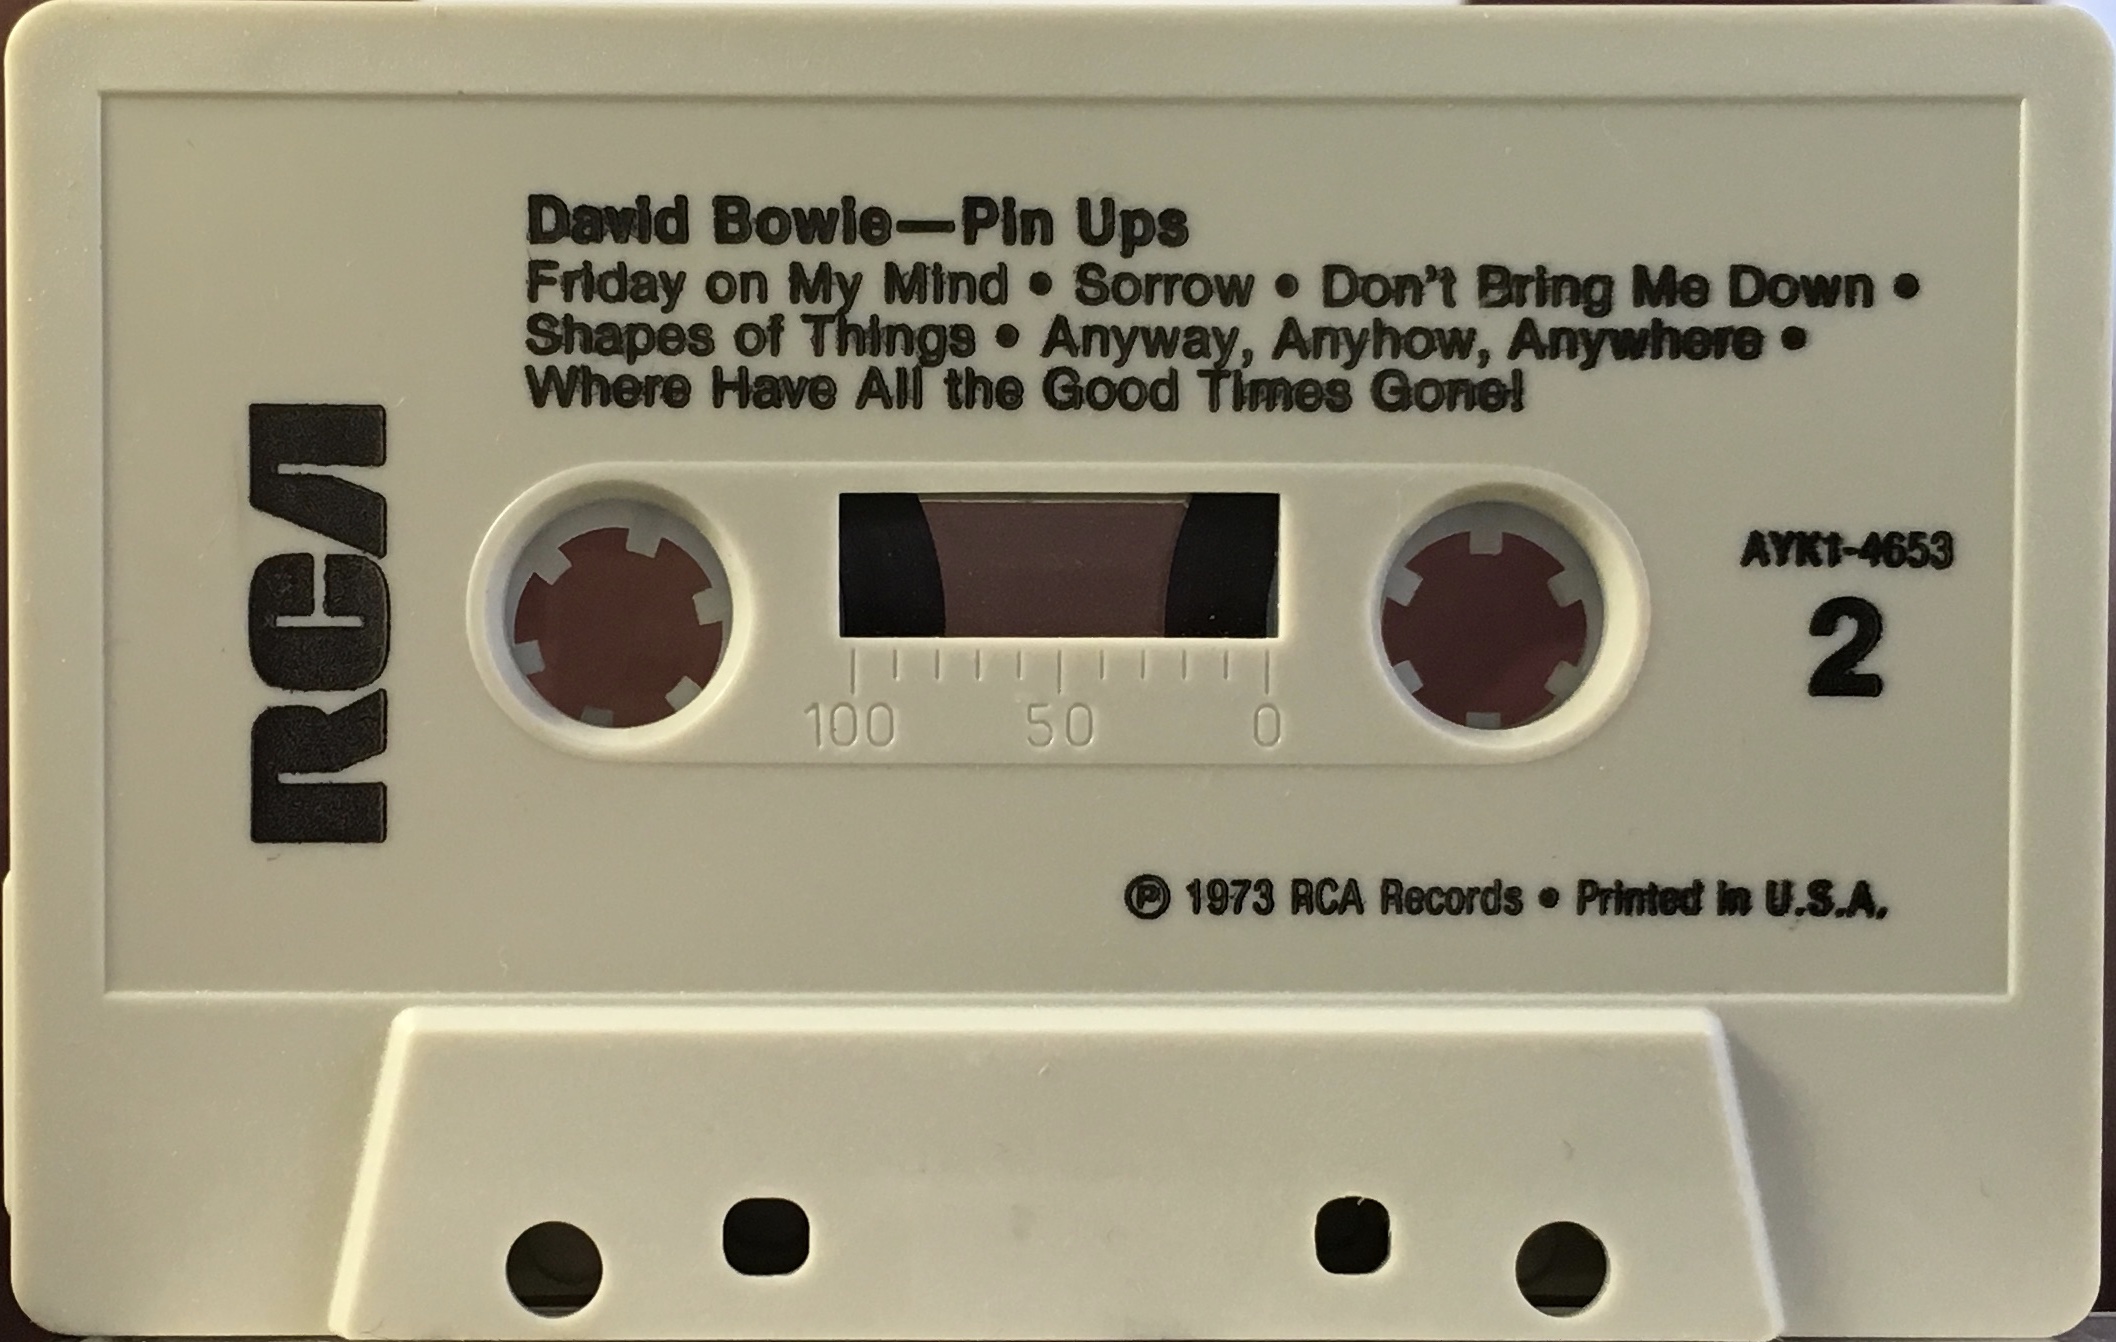 David Bowie—Pin Ups
Friday on My Mind • Sorrow • Don't Bring Me Down •
Shapes of Things • Anyway, Anyhow, Anywhere •
Where Have All the Good Times Gone!
RCA
AYK1-4653
2
100 50 0
℗ 1973 RCA Records • Printed in U.S.A.